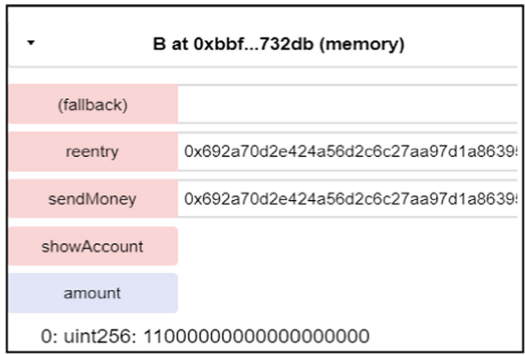 B at 0xbbf...732db (memory)
(fallback)
reentry 0x692a70d2e424a56d2c6c27aa97d1a8639
sendMoney 0x692a70d2e424a56d2c6c27aa97d1a8639
showAccount
amount
0: uint256: 11000000000000000000